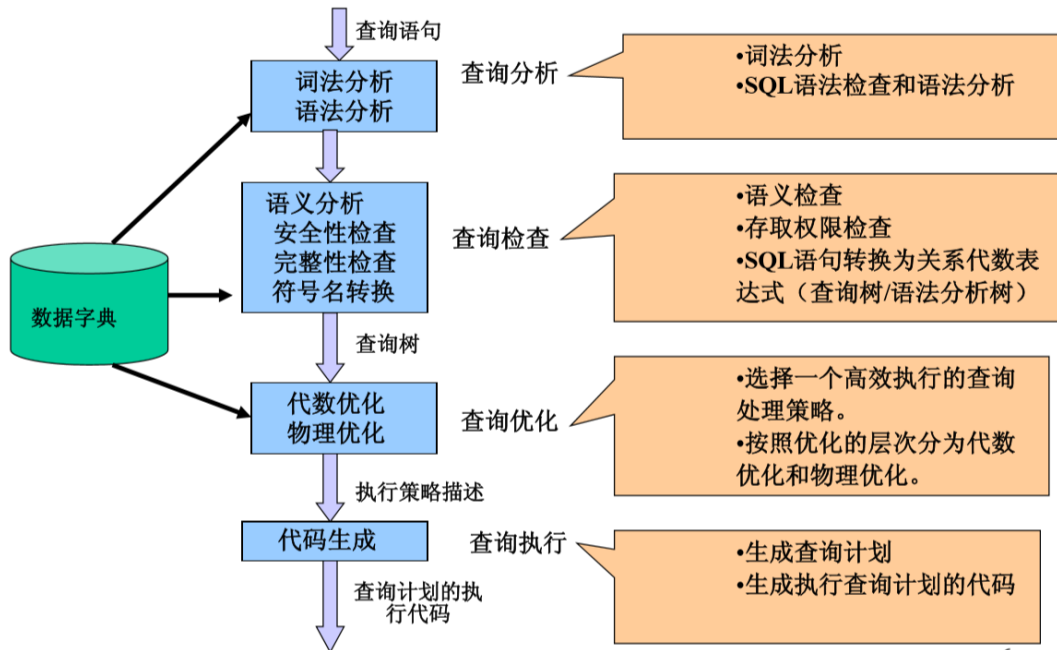 查询语句
词法分析
语法分析
查询分析
•词法分析
•SQL语法检查和语法分析
语义分析
安全性检查
完整性检查
符号名转换
查询检查
•语义检查
•存取权限检查
•SQL语句转换为关系代数表
达式（查询树/语法分析树）
数据字典
查询树
代数优化
物理优化
查询优化
•选择一个高效执行的查询
处理策略。
•按照优化的层次分为代数
优化和物理优化。
执行策略描述
代码生成
查询执行
•生成查询计划
•生成执行查询计划的代码
查询计划的执
行代码